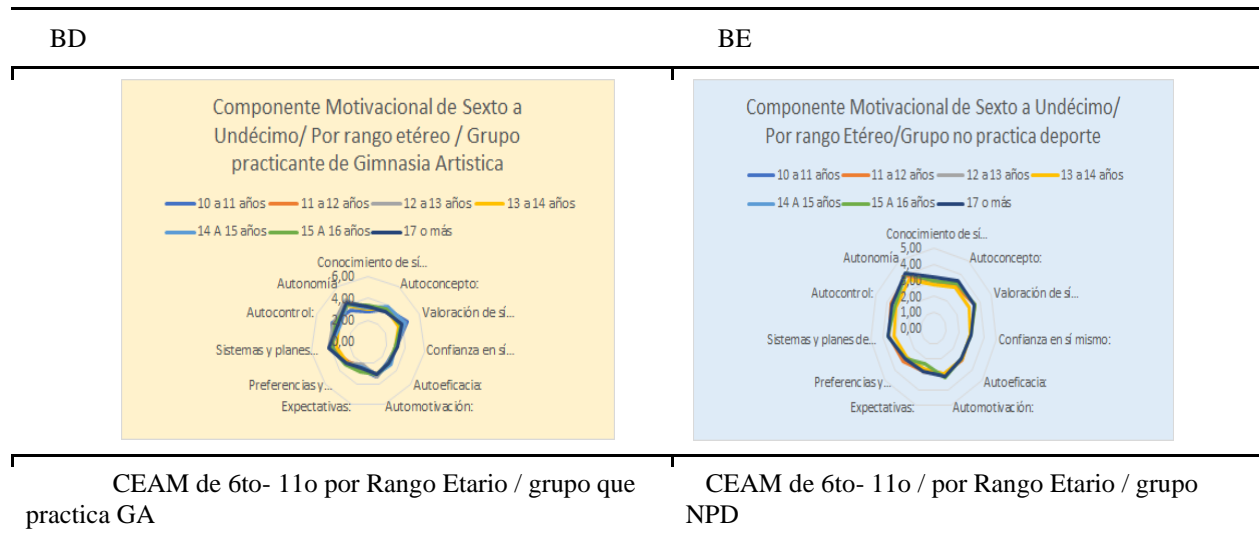 BD
BE
Componente Motivacional de Sexto a
Undécimo/ Por rango etéreo / Grupo
practicante de Gimnasia Artistica
10 a 11 años 11 a 12 años 12 a 13 años 13 a 14 años
14 A 15 años 15 A 16 años 17 o más
Conocimiento de sí...
6,00
Autonomía
Autoconcepto:
4,00
Autocontrol:
Valoración de sí...
2,00
0,00
Sistemas y planes...
Confianza en sí...
Preferencias y...
Autoeficacia:
Expectativas:
Automotivación:
Componente Motivacional de Sexto a Undécimo/
Por rango Etéreo/Grupo no practica deporte
10 a 11 años 11 a 12 años 12 a 13 años 13 a 14 años
14 A 15 años 15 A 16 años 17 o más
Conocimiento de sí...
5,00
Autonomía
4,00
Autoconcepto:
3,00
Autocontrol:
2,00
Valoración de sí...
1,00
0,00
Sistemas y planes de...
Confianza en sí mismo:
Preferencias y...
Autoeficacia:
Expectativas:
Automotivación:
CEAM de 6to- 11o por Rango Etario / grupo que
practica GA
CEAM de 6to- 11o / por Rango Etario / grupo
NPD